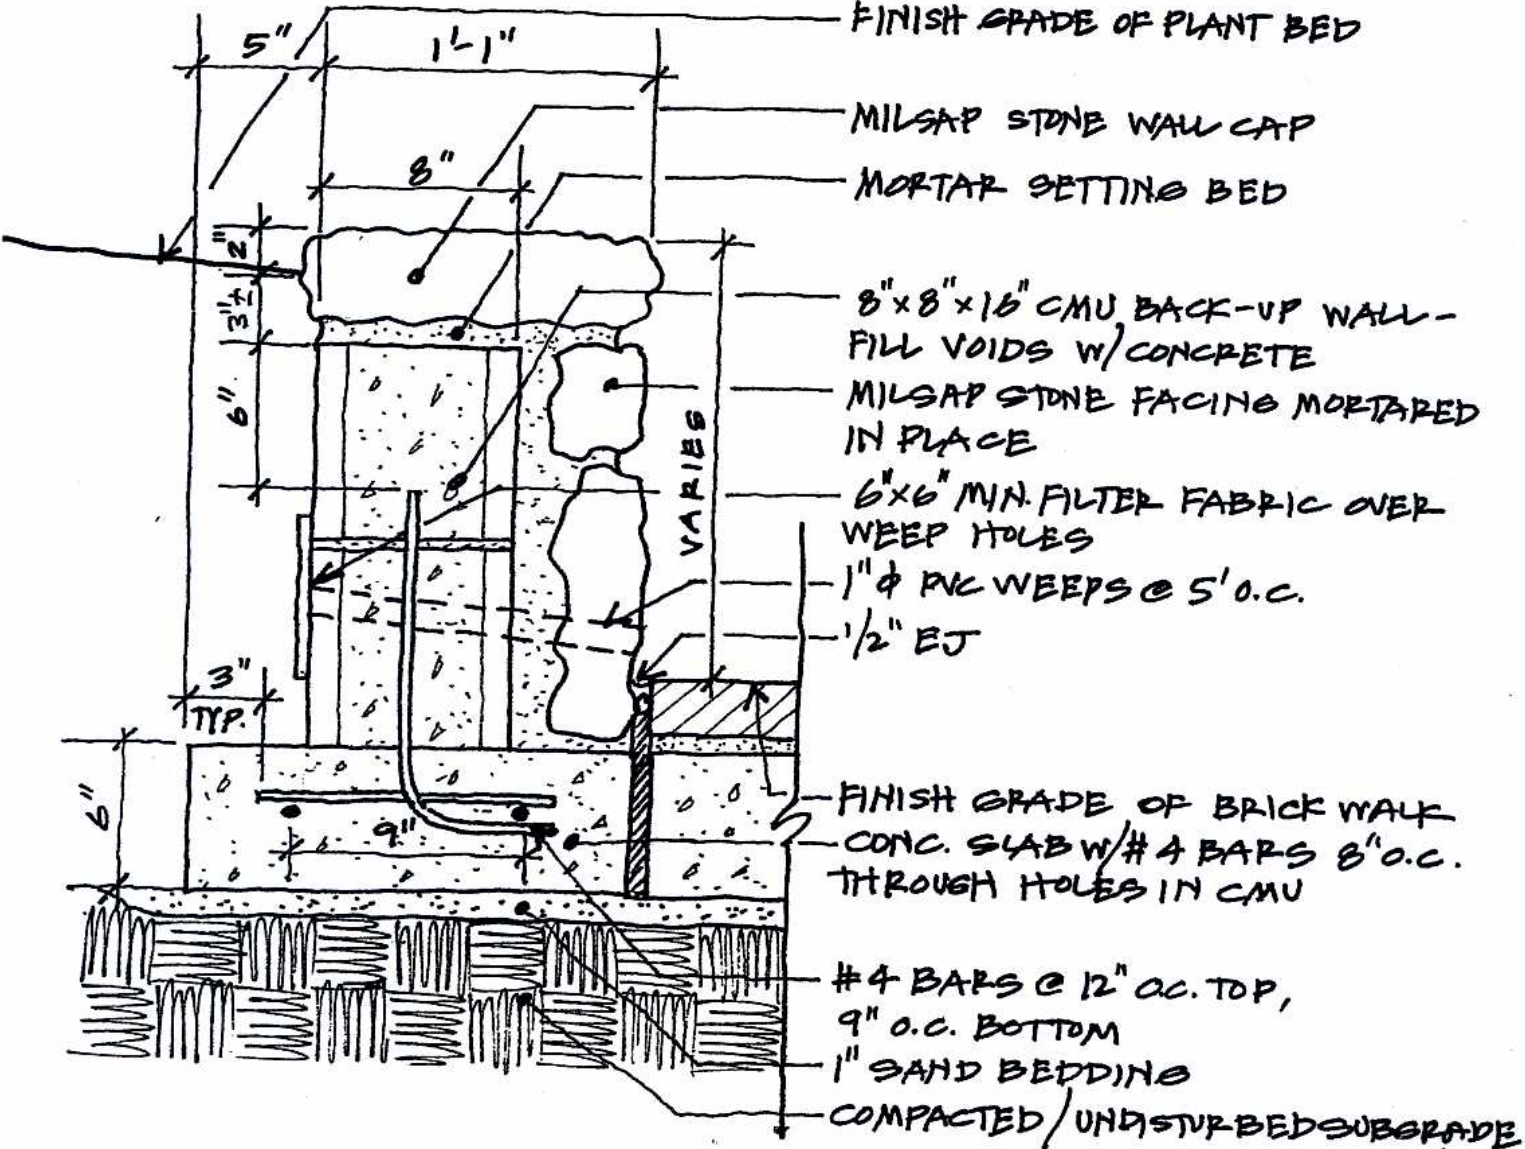 FINISH GRADE OF PLANT BED
5"
1'-1"
MILSAP STONE WALL CAP
8"
MORTAR SETTING BED
2"
3"±
8"x8"x16" CMU BACK-UP WALL-
FILL VOIDS W/CONCRETE
6"
MILSAP STONE FACING MORTARED
IN PLACE
VARIES
6"x6" MIN. FILTER FABRIC OVER
WEEP HOLES
1"ϕ PVC WEEPS @ 5' O.C.
1/2" EJ
3"
TYP.
6"
9"
FINISH GRADE OF BRICK WALK
CONC. SLAB W/#4 BARS 8" O.C.
THROUGH HOLES IN CMU
#4 BARS @ 12" O.C. TOP,
9" O.C. BOTTOM
1" SAND BEDDING
COMPACTED/UNDISTURBED SUBGRADE